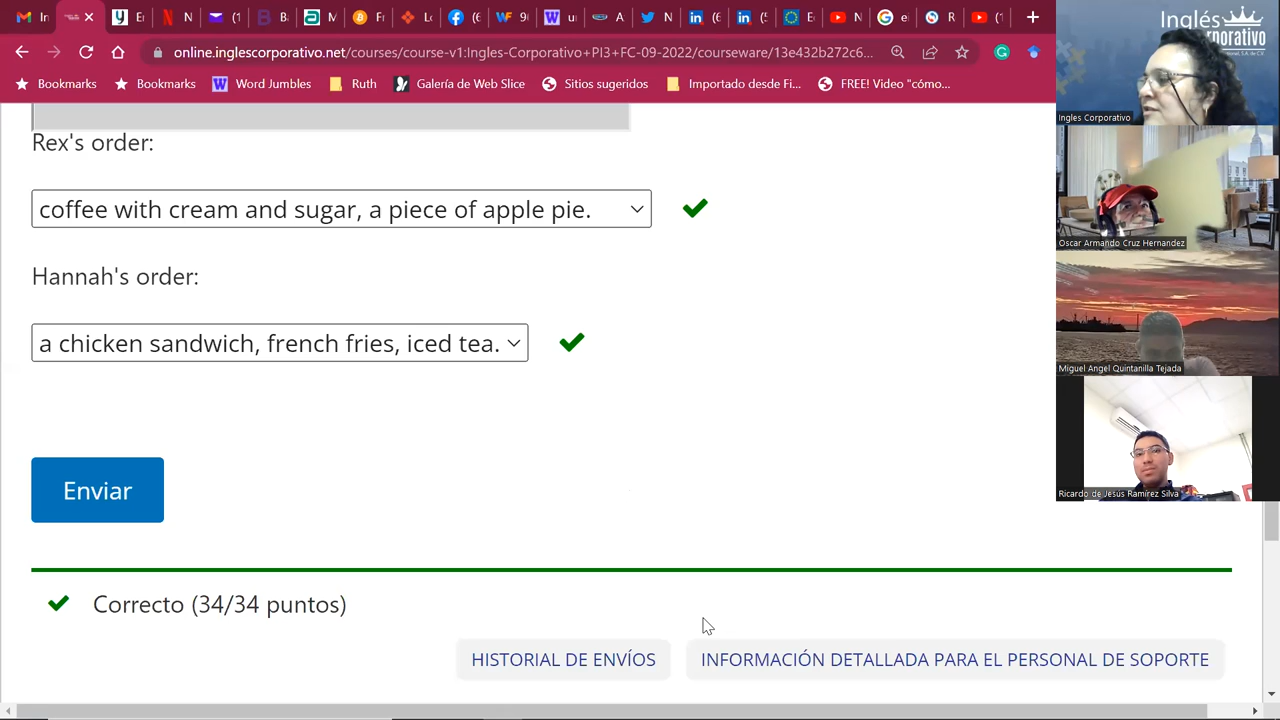 online.inglescorporativo.net/courses/course-v1:Ingles-Corporativo+PI3+FC-09-2022/courseware/13e432b272c6...
Bookmarks
Bookmarks
Word Jumbles
Ruth
Galería de Web Slice
Sitios sugeridos
Importado desde Fi...
FREE! Video "cómo...
Inglés
Ingles Corporativo
Oscar Armando Cruz Hernandez
Miguel Angel Quintanilla Tejada
Ricardo de Jesús Ramírez Silva
Rex's order:
coffee with cream and sugar, a piece of apple pie.
Hannah's order:
a chicken sandwich, french fries, iced tea.
Enviar
Correcto (34/34 puntos)
HISTORIAL DE ENVÍOS
INFORMACIÓN DETALLADA PARA EL PERSONAL DE SOPORTE